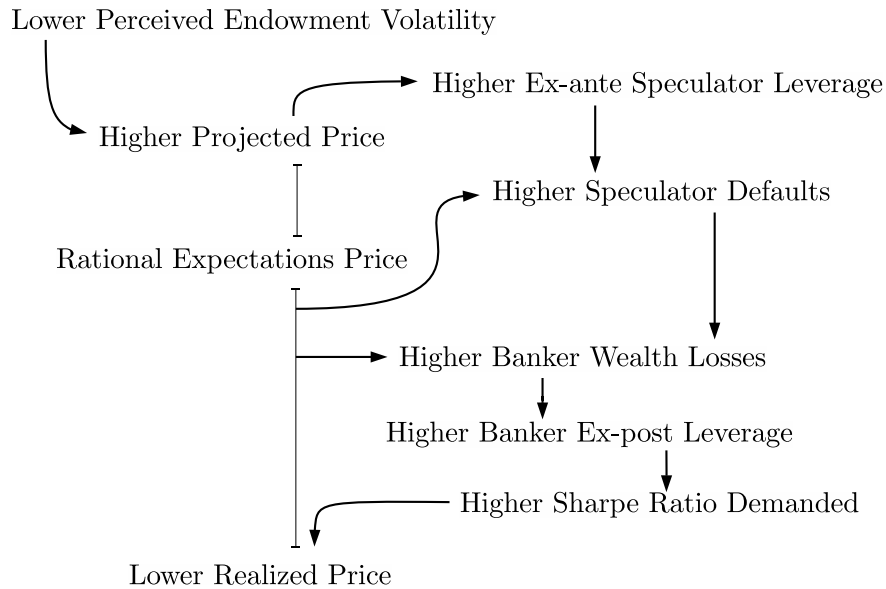 Lower Perceived Endowment Volatility
Higher Ex-ante Speculator Leverage
Higher Projected Price
Higher Speculator Defaults
Rational Expectations Price
Higher Banker Wealth Losses
Higher Banker Ex-post Leverage
Higher Sharpe Ratio Demanded
Lower Realized Price